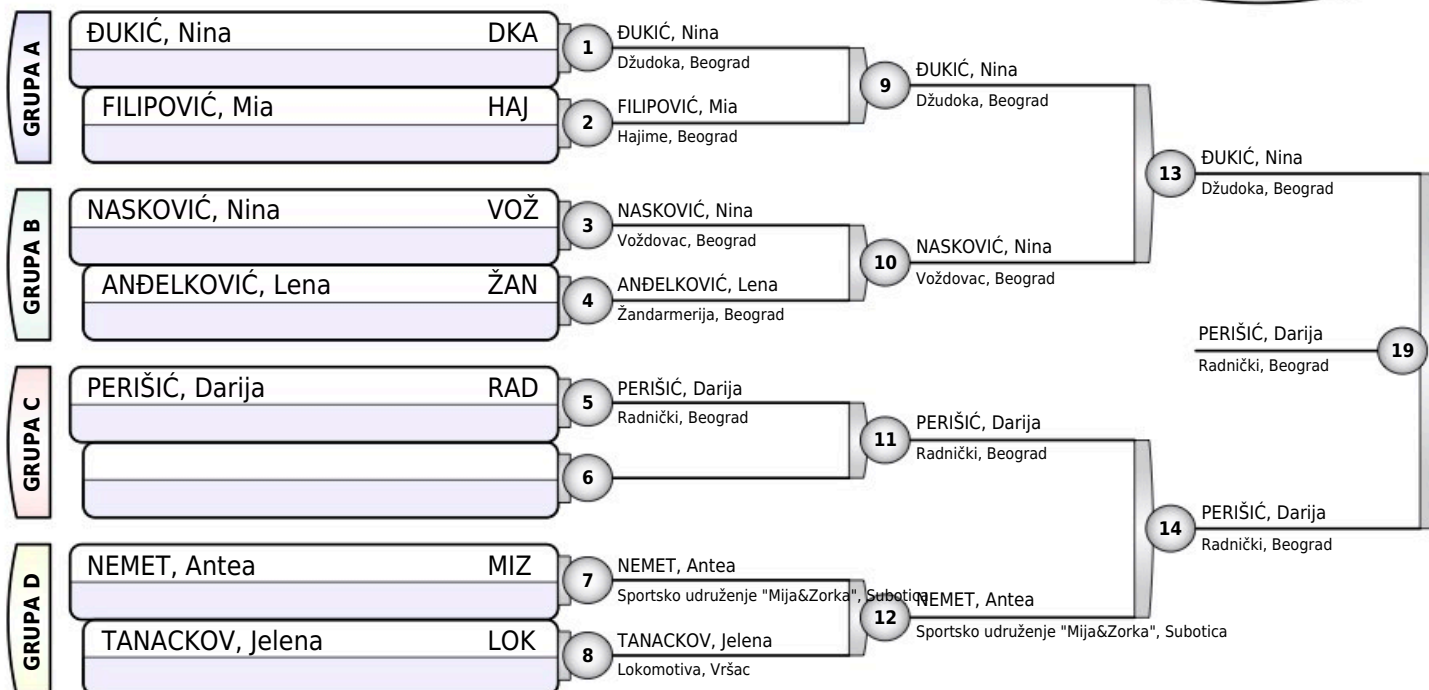 GRUPA A
ĐUKIĆ, Nina DKA
FILIPOVIĆ, Mia HAJ
GRUPA B
NASKOVIĆ, Nina VOŽ
ANĐELKOVIĆ, Lena ŽAN
GRUPA C
PERIŠIĆ, Darija RAD
GRUPA D
NEMET, Antea MIZ
TANACKOV, Jelena LOK
1
ĐUKIĆ, Nina
Džudoka, Beograd
2
FILIPOVIĆ, Mia
Hajime, Beograd
3
NASKOVIĆ, Nina
Voždovac, Beograd
4
ANĐELKOVIĆ, Lena
Žandarmerija, Beograd
5
PERIŠIĆ, Darija
Radnički, Beograd
6
7
NEMET, Antea
Sportsko udruženje "Mija&Zorka", Subotica
8
TANACKOV, Jelena
Lokomotiva, Vršac
9
ĐUKIĆ, Nina
Džudoka, Beograd
10
NASKOVIĆ, Nina
Voždovac, Beograd
11
PERIŠIĆ, Darija
Radnički, Beograd
12
NEMET, Antea
Sportsko udruženje "Mija&Zorka", Subotica
13
ĐUKIĆ, Nina
Džudoka, Beograd
14
PERIŠIĆ, Darija
Radnički, Beograd
19
PERIŠIĆ, Darija
Radnički, Beograd